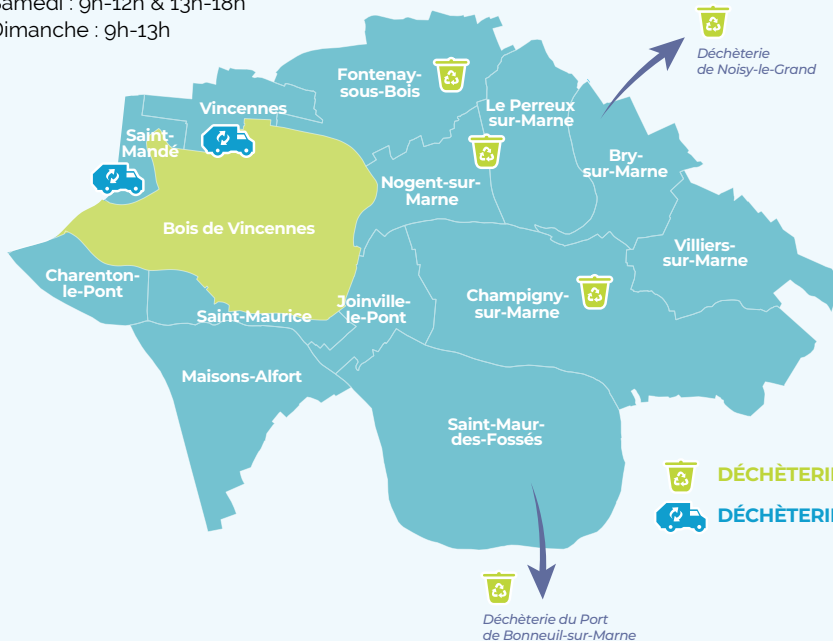 Samedi : 9h-12h & 13h-18h
Dimanche : 9h-13h
Déchèterie
de Noisy-le-Grand
Fontenay-
sous-Bois
Vincennes
Le Perreux
sur-Marne
Saint-
Mandé
Bry-
sur-Marne
Nogent-sur-
Marne
Bois de Vincennes
Villiers-
sur-Marne
Charenton-
le-Pont
Champigny-
sur-Marne
Joinville-
le-Pont
Saint-Maurice
Maisons-Alfort
Saint-Maur-
des-Fossés
DÉCHÈTERIE
DÉCHÈTERIE
Déchèterie du Port
de Bonneuil-sur-Marne